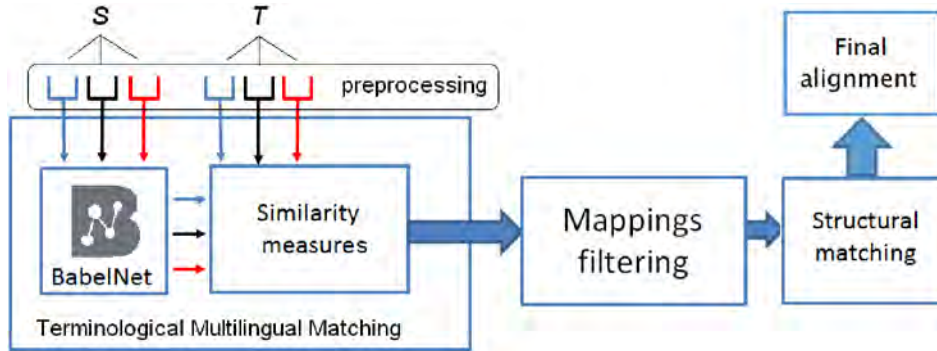 S
T
preprocessing
BabelNet
Similarity
measures
Terminological Multilingual Matching
Mappings
filtering
Structural
matching
Final
alignment